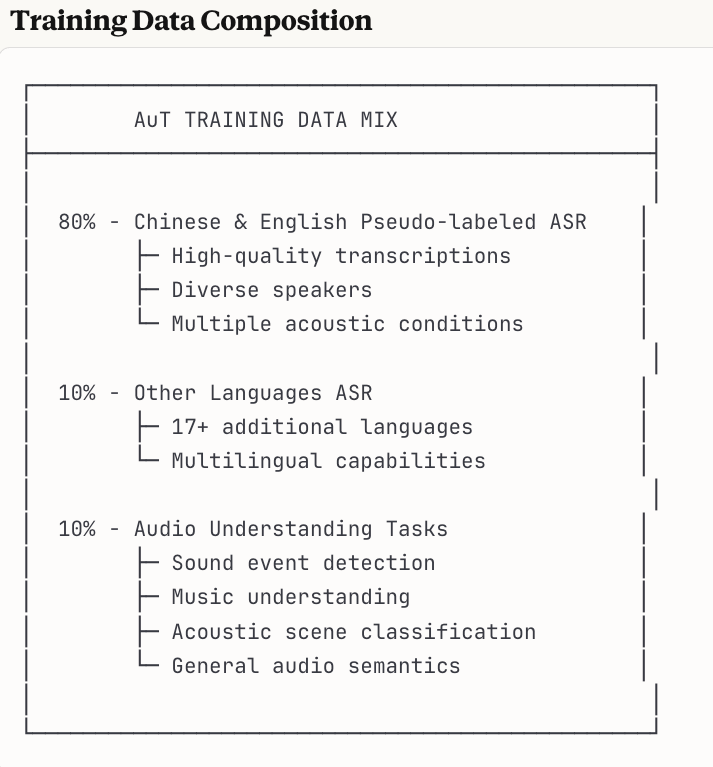 Training Data Composition
AuT TRAINING DATA MIX
80% - Chinese & English Pseudo-labeled ASR
├─ High-quality transcriptions
├─ Diverse speakers
└─ Multiple acoustic conditions
10% - Other Languages ASR
├─ 17+ additional languages
└─ Multilingual capabilities
10% - Audio Understanding Tasks
├─ Sound event detection
├─ Music understanding
├─ Acoustic scene classification
└─ General audio semantics